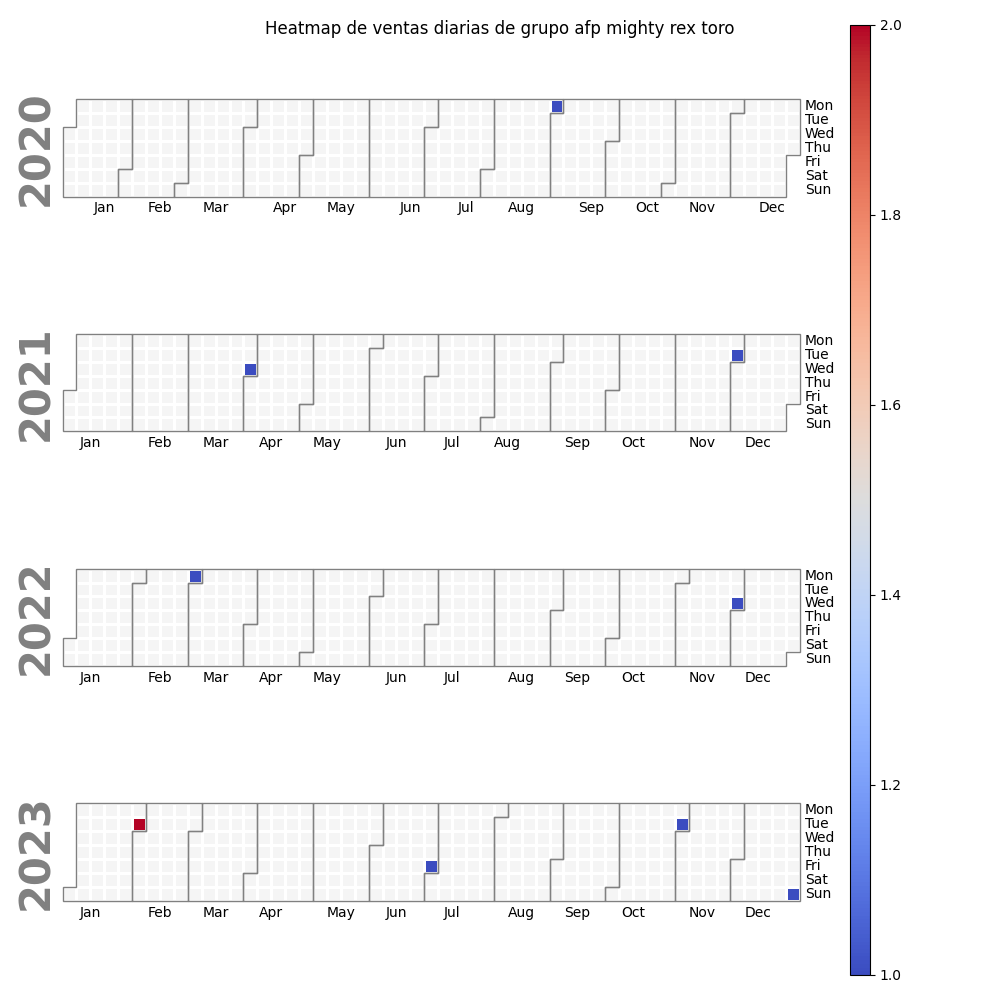 Heatmap de ventas diarias de grupo afp mighty rex toro
2.0
2020
Mon
Tue
Wed
Thu
Fri
Sat
Sun
Jan Feb Mar Apr May Jun Jul Aug Sep Oct Nov Dec
1.8
2021
Mon
Tue
Wed
Thu
Fri
Sat
Sun
1.6
Jan Feb Mar Apr May Jun Jul Aug Sep Oct Nov Dec
2022
Mon
Tue
1.4
Wed
Thu
Fri
Sat
Sun
Jan Feb Mar Apr May Jun Jul Aug Sep Oct Nov Dec
1.2
2023
Mon
Tue
Wed
Thu
Fri
Sat
Sun
Jan Feb Mar Apr May Jun Jul Aug Sep Oct Nov Dec
1.0